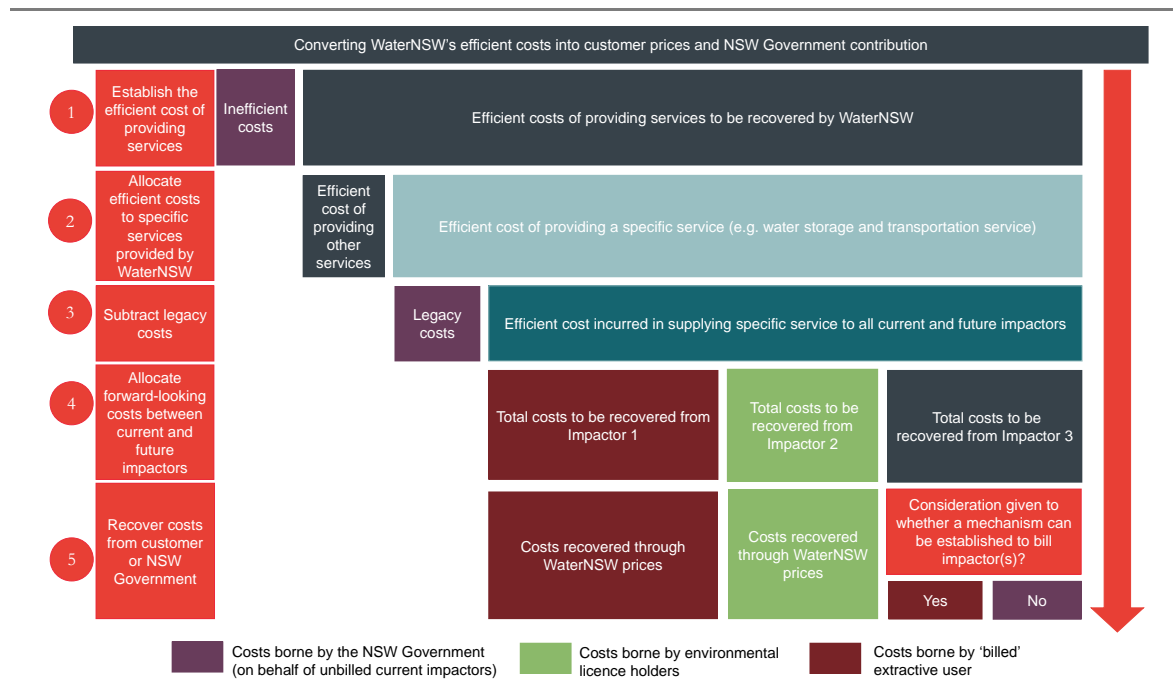 Converting WaterNSW's efficient costs into customer prices and NSW Government contribution
1
Establish the
efficient cost of
providing
services
Inefficient
costs
Efficient costs of providing services to be recovered by WaterNSW
2
Allocate
efficient costs
to specific
services
provided by
WaterNSW
Efficient
cost of
providing
other
services
Efficient cost of providing a specific service (e.g. water storage and transportation service)
3
Subtract legacy
costs
Legacy
costs
Efficient cost incurred in supplying specific service to all current and future impactors
4
Allocate
forward-looking
costs between
current and
future
impactors
Total costs to be recovered from
Impactor 1
Total costs to be
recovered from
Impactor 2
Total costs to be
recovered from Impactor 3
5
Recover costs
from customer
or NSW
Government
Costs recovered through
WaterNSW prices
Costs recovered
through WaterNSW
prices
Consideration given to
whether a mechanism can
be established to bill
impactor(s)?
Yes
No
Costs borne by the NSW Government
(on behalf of unbilled current impactors)
Costs borne by environmental
licence holders
Costs borne by 'billed'
extractive user